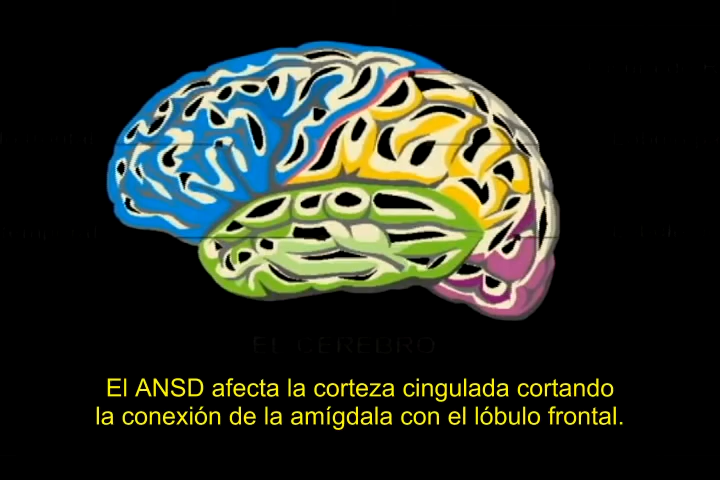 EL CEREBRO
El ANSD afecta la corteza cingulada cortando
la conexión de la amígdala con el lóbulo frontal.